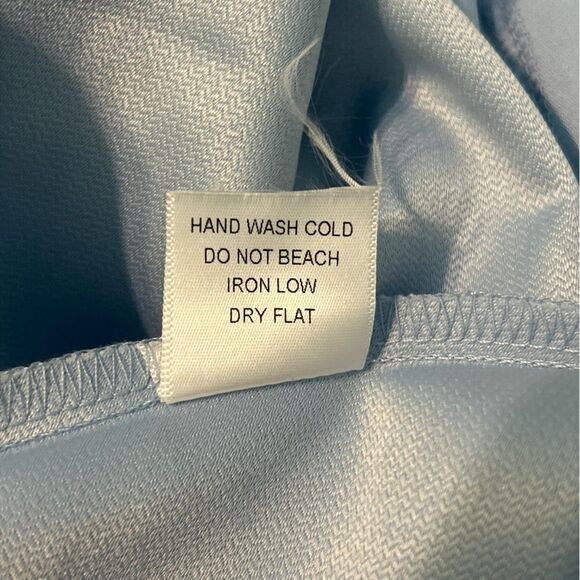 HAND WASH COLD
DO NOT BEACH
IRON LOW
DRY FLAT